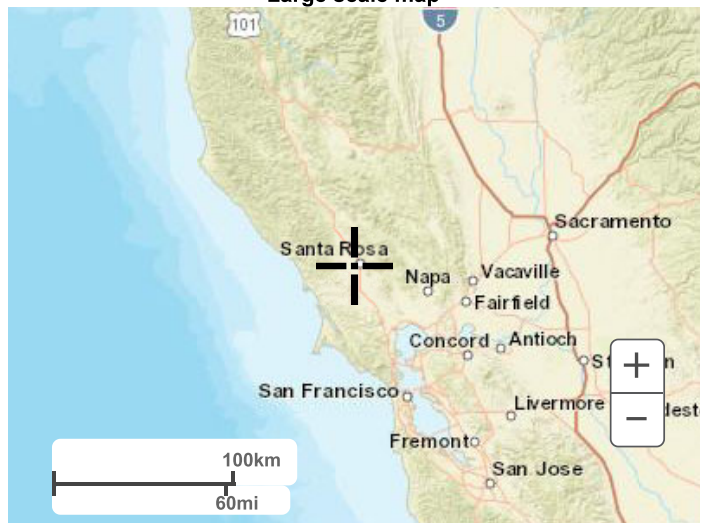 Large scale map
101
5
Sacramento
Santa Rosa
Napa
Vacaville
Fairfield
Concord
Antioch
San Francisco
Livermore
Fremont
San Jose
+
−
100km
60mi